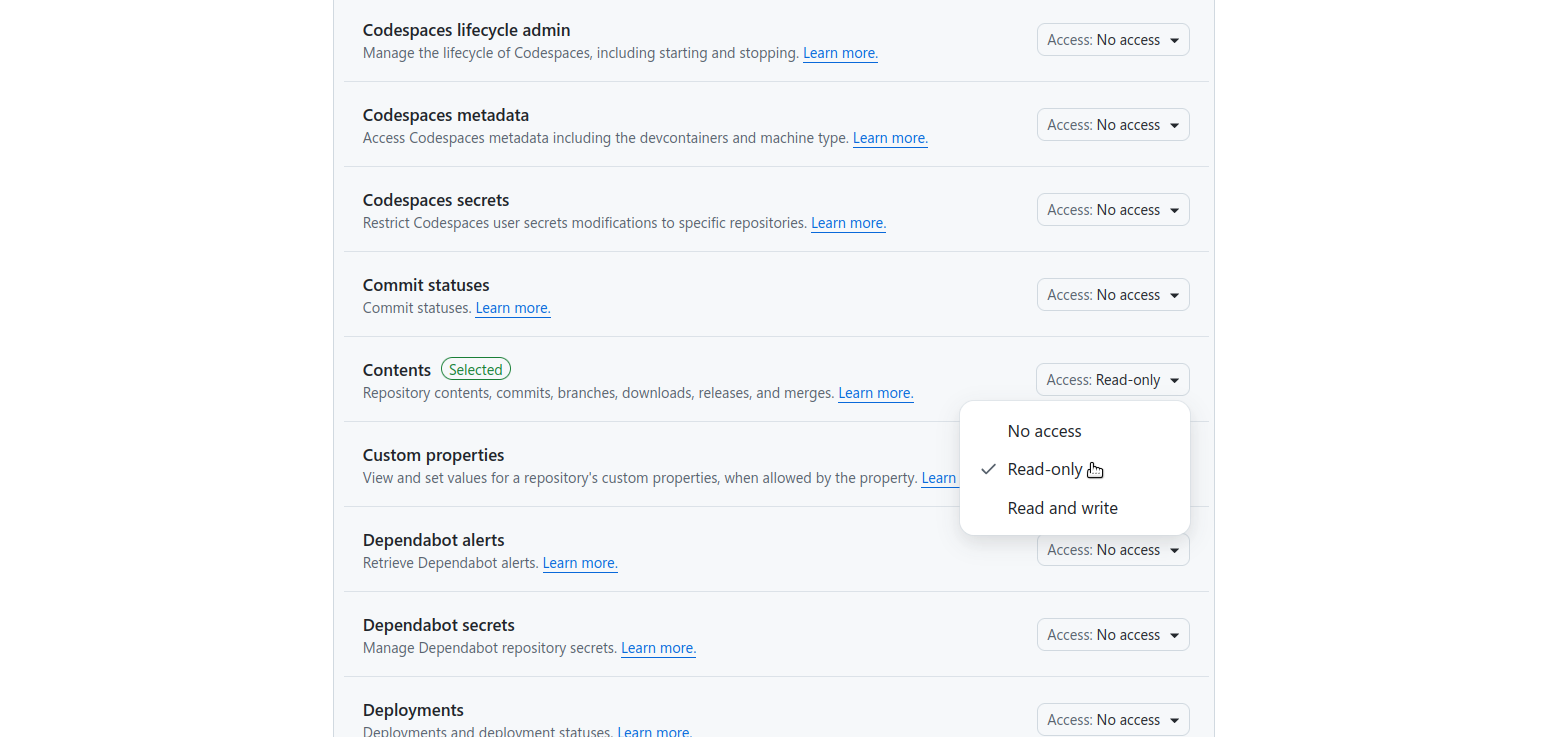 Codespaces lifecycle admin
Manage the lifecycle of Codespaces, including starting and stopping. Learn more.
Access: No access
Codespaces metadata
Access Codespaces metadata including the devcontainers and machine type. Learn more.
Access: No access
Codespaces secrets
Restrict Codespaces user secrets modifications to specific repositories. Learn more.
Access: No access
Commit statuses
Commit statuses. Learn more.
Access: No access
Contents Selected
Repository contents, commits, branches, downloads, releases, and merges. Learn more.
Access: Read-only
No access
Read-only
Read and write
Custom properties
View and set values for a repository's custom properties, when allowed by the property. Learn
Dependabot alerts
Retrieve Dependabot alerts. Learn more.
Access: No access
Dependabot secrets
Manage Dependabot repository secrets. Learn more.
Access: No access
Deployments
Deployments and deployment statuses. Learn more.
Access: No access